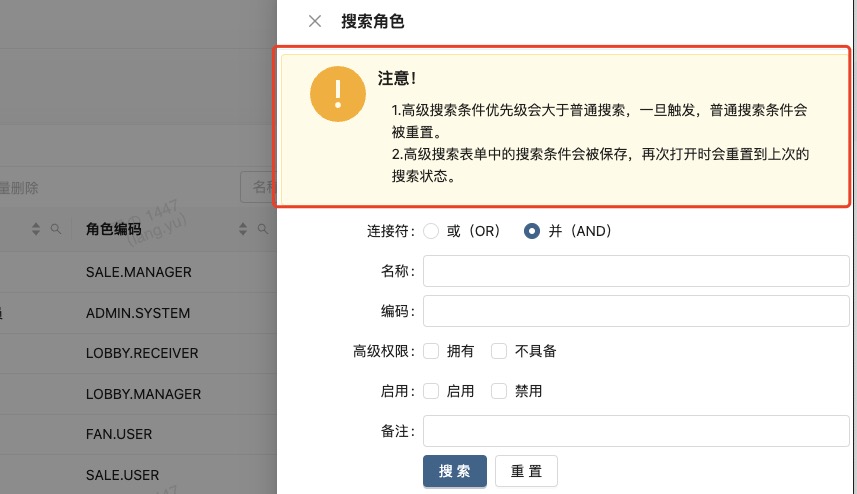 搜索角色
注意！
1.高级搜索条件优先级会大于普通搜索，一旦触发，普通搜索条件会
被重置。
2.高级搜索表单中的搜索条件会被保存，再次打开时会重置到上次的
搜索状态。
连接符： 或（OR） 并（AND）
名称：
编码：
高级权限： 拥有 不具备
启用： 启用 禁用
备注：
搜 索 重 置
量删除 名称
角色编码
1447
(lang.yu)
SALE.MANAGER
ADMIN.SYSTEM
LOBBY.RECEIVER
LOBBY.MANAGER
FAN.USER
SALE.USER